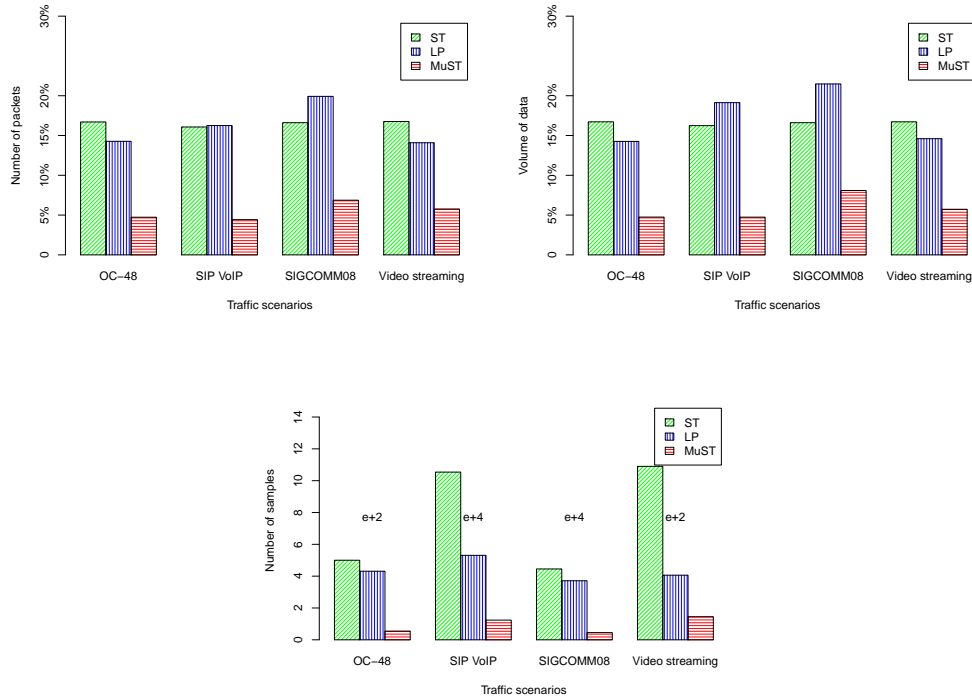 30%
20%
15%
10%
5%
0
Number of packets
ST
LP
MuST
OC−48
SIP VoIP
SIGCOMM08
Video streaming
Traffic scenarios
30%
20%
15%
10%
5%
0
Volume of data
ST
LP
MuST
OC−48
SIP VoIP
SIGCOMM08
Video streaming
Traffic scenarios
14
12
10
8
6
4
2
0
Number of samples
ST
LP
MuST
e+2
e+4
e+4
e+2
OC−48
SIP VoIP
SIGCOMM08
Video streaming
Traffic scenarios